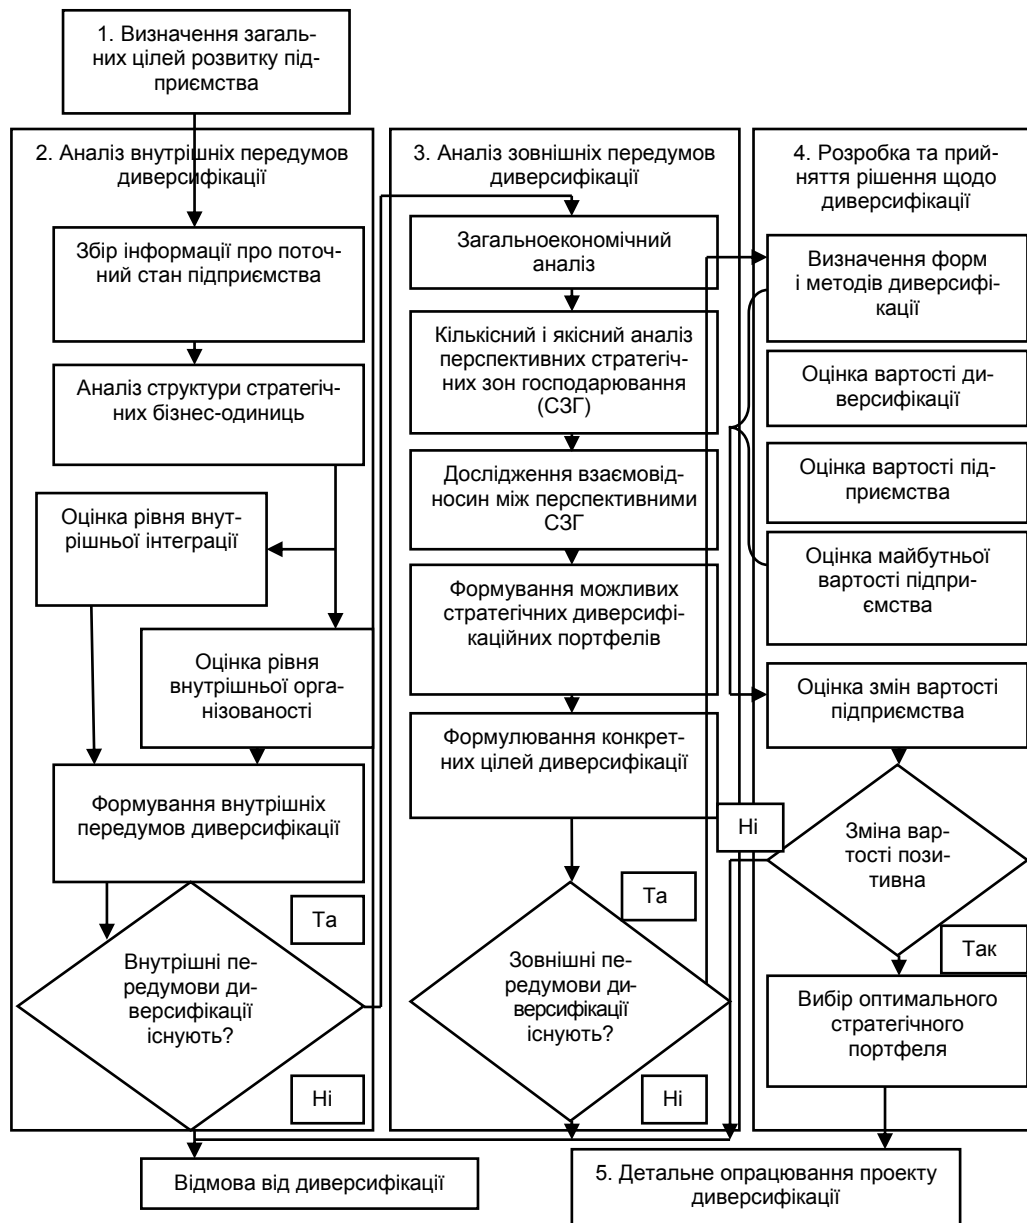 1. Визначення загаль-
них цілей розвитку під-
приємства
2. Аналіз внутрішніх передумов
диверсифікації
Збір інформації про поточ-
ний стан підприємства
Аналіз структури стратегіч-
них бізнес-одиниць
Оцінка рівня внут-
рішньої інтеграції
Оцінка рівня
внутрішньої орга-
нізованості
Формування внутрішніх
передумов диверсифікації
Та
Внутрішні пе-
редумови ди-
версифікації
існують?
Ні
3. Аналіз зовнішніх передумов
диверсифікації
Загальноекономічний
аналіз
Кількісний і якісний аналіз
перспективних стратегіч-
них зон господарювання
(СЗГ)
Дослідження взаємовід-
носин між перспективними
СЗГ
Формування можливих
стратегічних диверсифі-
каційних портфелів
Формулювання конкрет-
них цілей диверсифікації
Та
Зовнішні пе-
редумови ди-
версифікації
існують?
Ні
4. Розробка та прий-
няття рішення щодо
диверсифікації
Визначення форм
і методів диверсифі-
кації
Оцінка вартості ди-
версифікації
Оцінка вартості під-
приємства
Оцінка майбутньої
вартості підпри-
ємства
Оцінка змін вартості
підприємства
Ні
Зміна вар-
тості пози-
тивна
Так
Вибір оптимального
стратегічного
портфеля
Відмова від диверсифікації
5. Детальне опрацювання проекту
диверсифікації